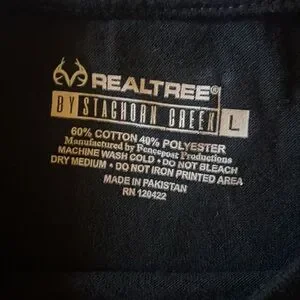 REALTREE®
BY STAGHORN CREEK L
60% COTTON 40% POLYESTER
Manufactured by Fencepost Productions
MACHINE WASH COLD • DO NOT BLEACH
DRY MEDIUM • DO NOT IRON PRINTED AREA
MADE IN PAKISTAN
RN 120422